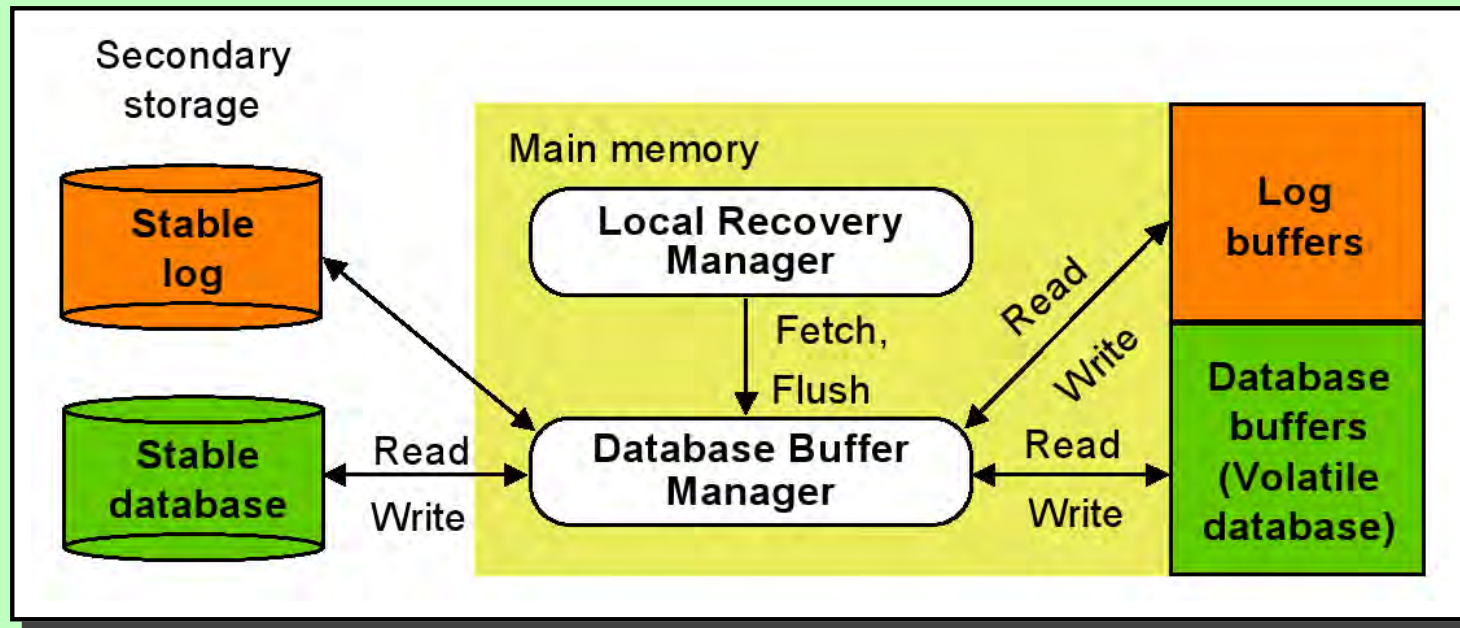 Secondary
storage
Main memory
Stable
log
Local Recovery
Manager
Log
buffers
Fetch,
Flush
Read
Write
Stable
database
Read
Write
Database Buffer
Manager
Read
Write
Database
buffers
(Volatile
database)